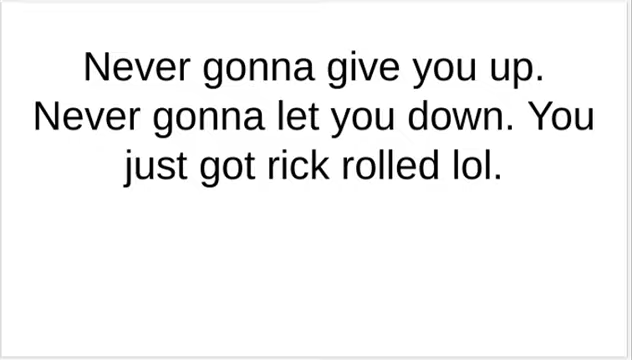 Never gonna give you up.
Never gonna let you down. You
just got rick rolled lol.